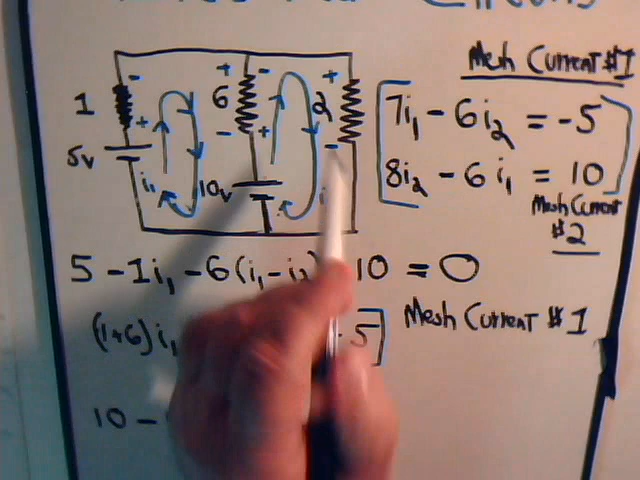 Mesh Current #1
7i₁ - 6i₂ = -5
8i₂ - 6i₁ = 10
Mesh Current
#2
1
6
2
5v
10v
i₁
+ -
+ -
- +
+ -
5 - 1i₁ - 6(i₁ - i₂) 10 = 0
(1+6)i₁ 5
Mesh Current #1
10 -